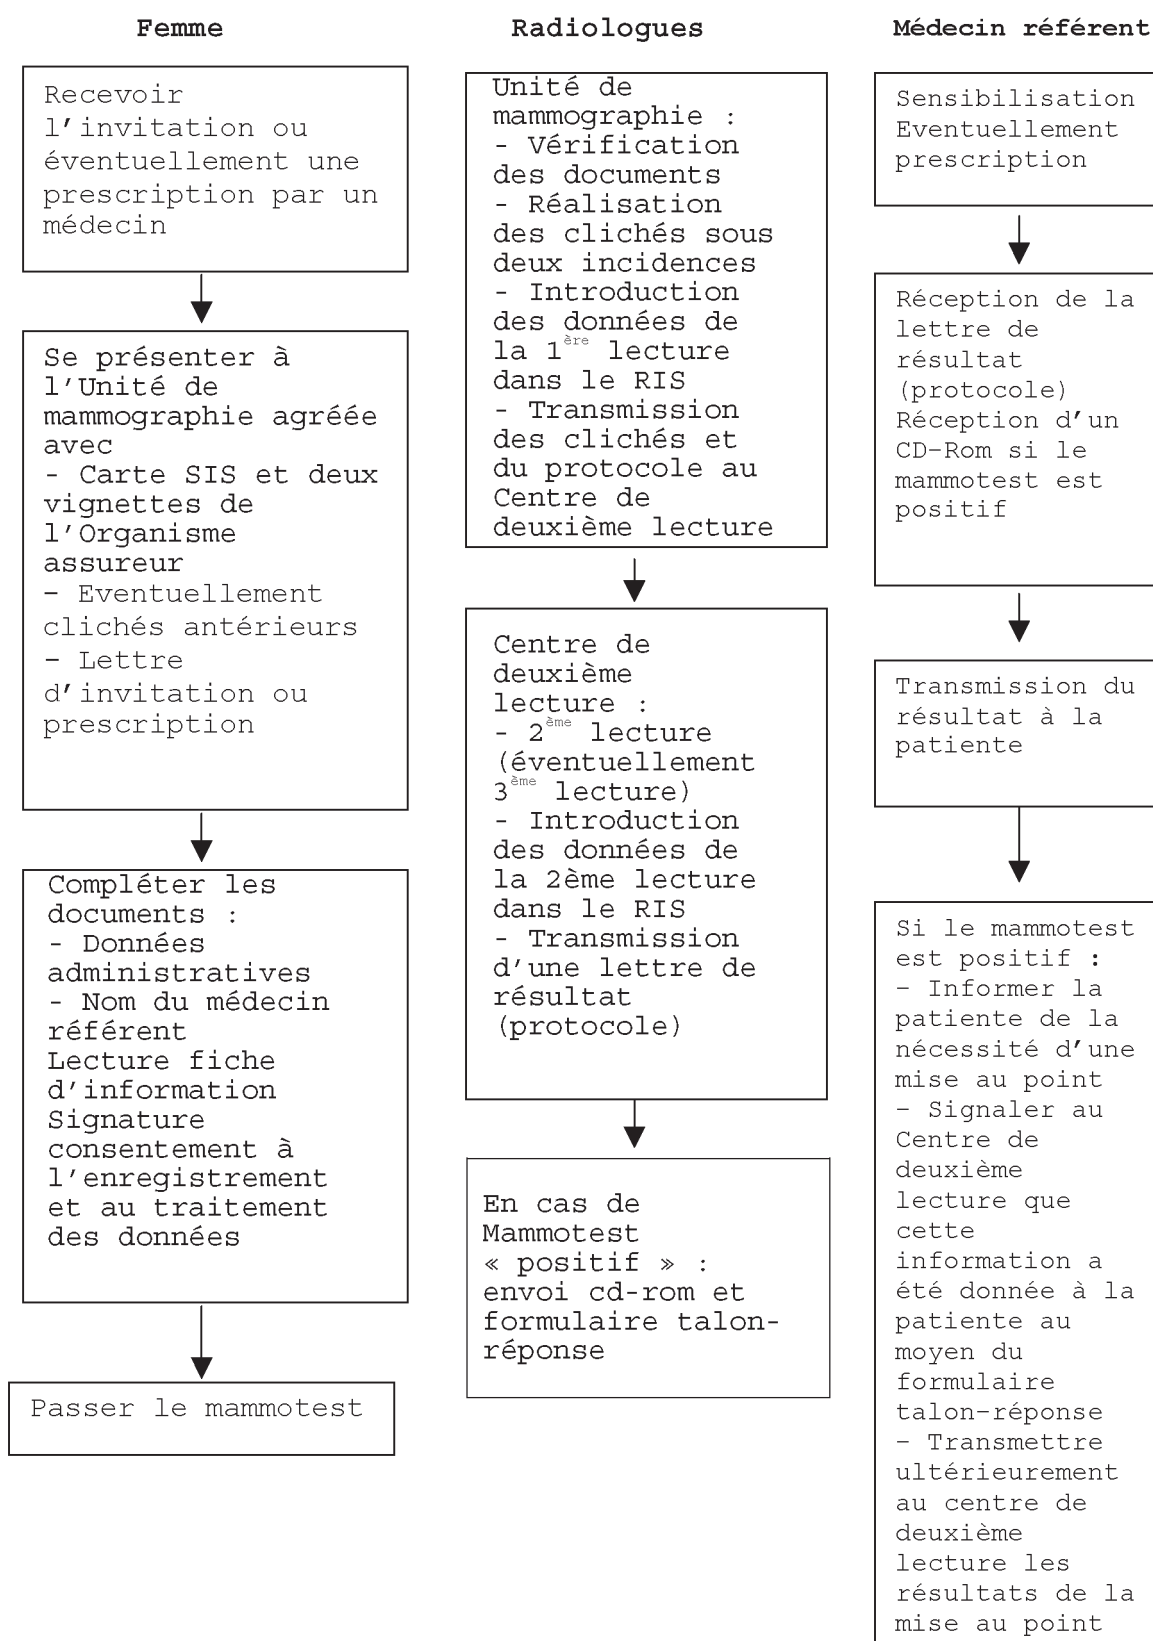 Femme
Recevoir
l'invitation ou
éventuellement une
prescription par un
médecin
Se présenter à
l'Unité de
mammographie agréée
avec
- Carte SIS et deux
vignettes de
l'Organisme
assureur
- Eventuellement
clichés antérieurs
- Lettre
d'invitation ou
prescription
Compléter les
documents :
- Données
administratives
- Nom du médecin
référent
Lecture fiche
d'information
Signature
consentement à
l'enregistrement
et au traitement
des données
Passer le mammotest
Radiologues
Unité de
mammographie :
- Vérification
des documents
- Réalisation
des clichés sous
deux incidences
- Introduction
des données de
la 1ère lecture
dans le RIS
- Transmission
des clichés et
du protocole au
Centre de
deuxième lecture
Centre de
deuxième
lecture :
- 2ème lecture
(éventuellement
3ème lecture)
- Introduction
des données de
la 2ème lecture
dans le RIS
- Transmission
d'une lettre de
résultat
(protocole)
En cas de
Mammotest
« positif » :
envoi cd-rom et
formulaire talon-
réponse
Médecin référent
Sensibilisation
Eventuellement
prescription
Réception de la
lettre de
résultat
(protocole)
Réception d'un
CD-Rom si le
mammotest est
positif
Transmission du
résultat à la
patiente
Si le mammotest
est positif :
- Informer la
patiente de la
nécessité d'une
mise au point
- Signaler au
Centre de
deuxième
lecture que
cette
information a
été donnée à la
patiente au
moyen du
formulaire
talon-réponse
- Transmettre
ultérieurement
au centre de
deuxième
lecture les
résultats de la
mise au point